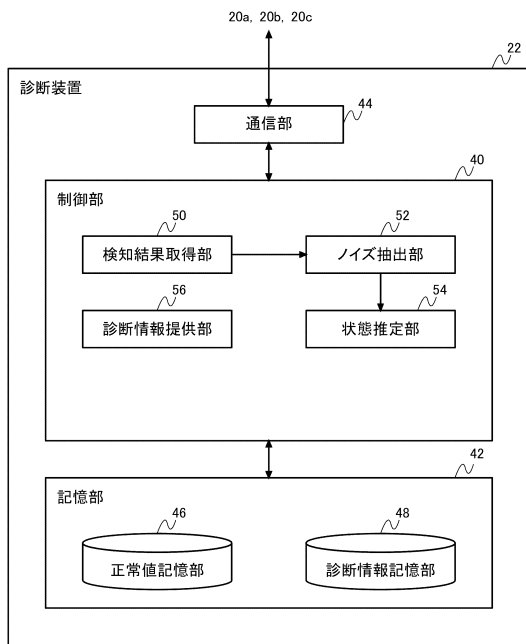 20a, 20b, 20c
22
診断装置
44
通信部
40
制御部
50
検知結果取得部
52
ノイズ抽出部
56
診断情報提供部
54
状態推定部
42
記憶部
46
正常値記憶部
48
診断情報記憶部